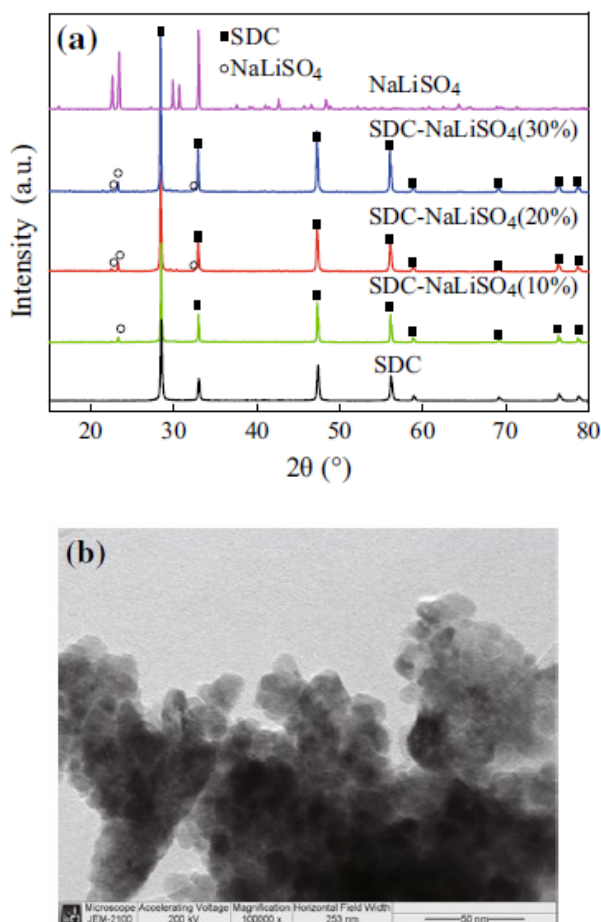 (a)
■ SDC
○ NaLiSO4
NaLiSO4
SDC-NaLiSO4(30%)
SDC-NaLiSO4(20%)
SDC-NaLiSO4(10%)
SDC
Intensity (a.u.)
20 30 40 50 60 70 80
2θ (°)
(b)
Microscope Accelerating Voltage Magnification Horizontal Field Width
JEM-2100 200 kV 100000 x 253 nm 50 nm